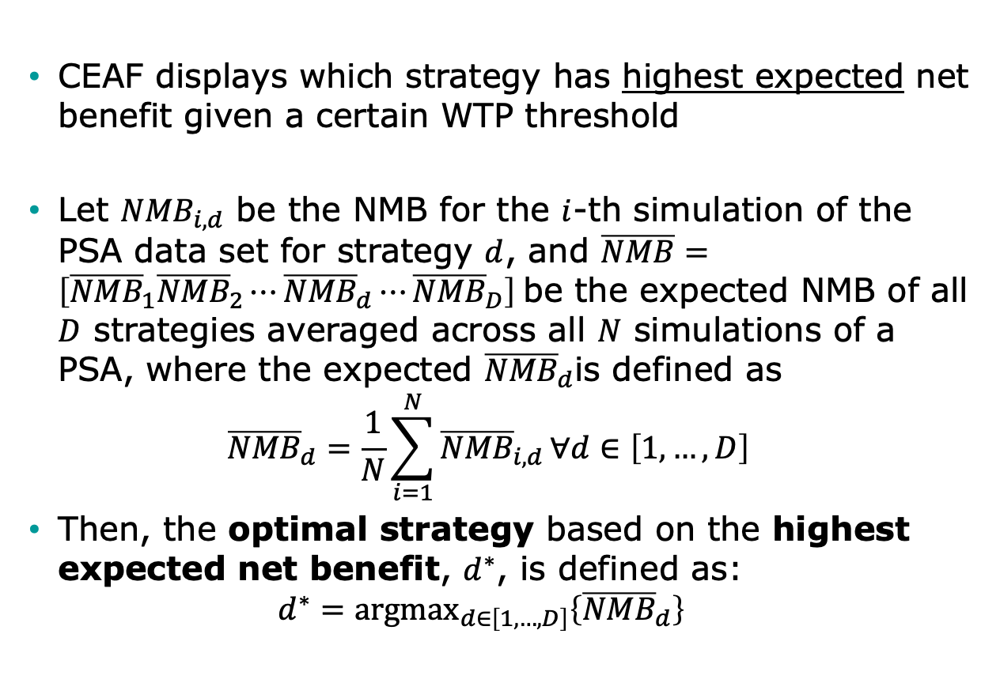 • CEAF displays which strategy has highest expected net
benefit given a certain WTP threshold
• Let 𝑁𝑀𝐵ᵢ,𝑑 be the NMB for the 𝑖-th simulation of the
PSA data set for strategy 𝑑, and $\overline{NMB}$ =
$[\overline{NMB}_1 \overline{NMB}_2 \cdots \overline{NMB}_d \cdots \overline{NMB}_D]$ be the expected NMB of all
𝐷 strategies averaged across all 𝑁 simulations of a
PSA, where the expected $\overline{NMB}_d$is defined as
$\overline{NMB}_d = \frac{1}{N}\sum_{i=1}^{N} \overline{NMB}_{i,d} \; \forall d \in [1, \ldots, D]$
• Then, the optimal strategy based on the highest
expected net benefit, 𝑑*, is defined as:
$d^* = \text{argmax}_{d \in [1,\ldots,D]}\{\overline{NMB}_d\}$